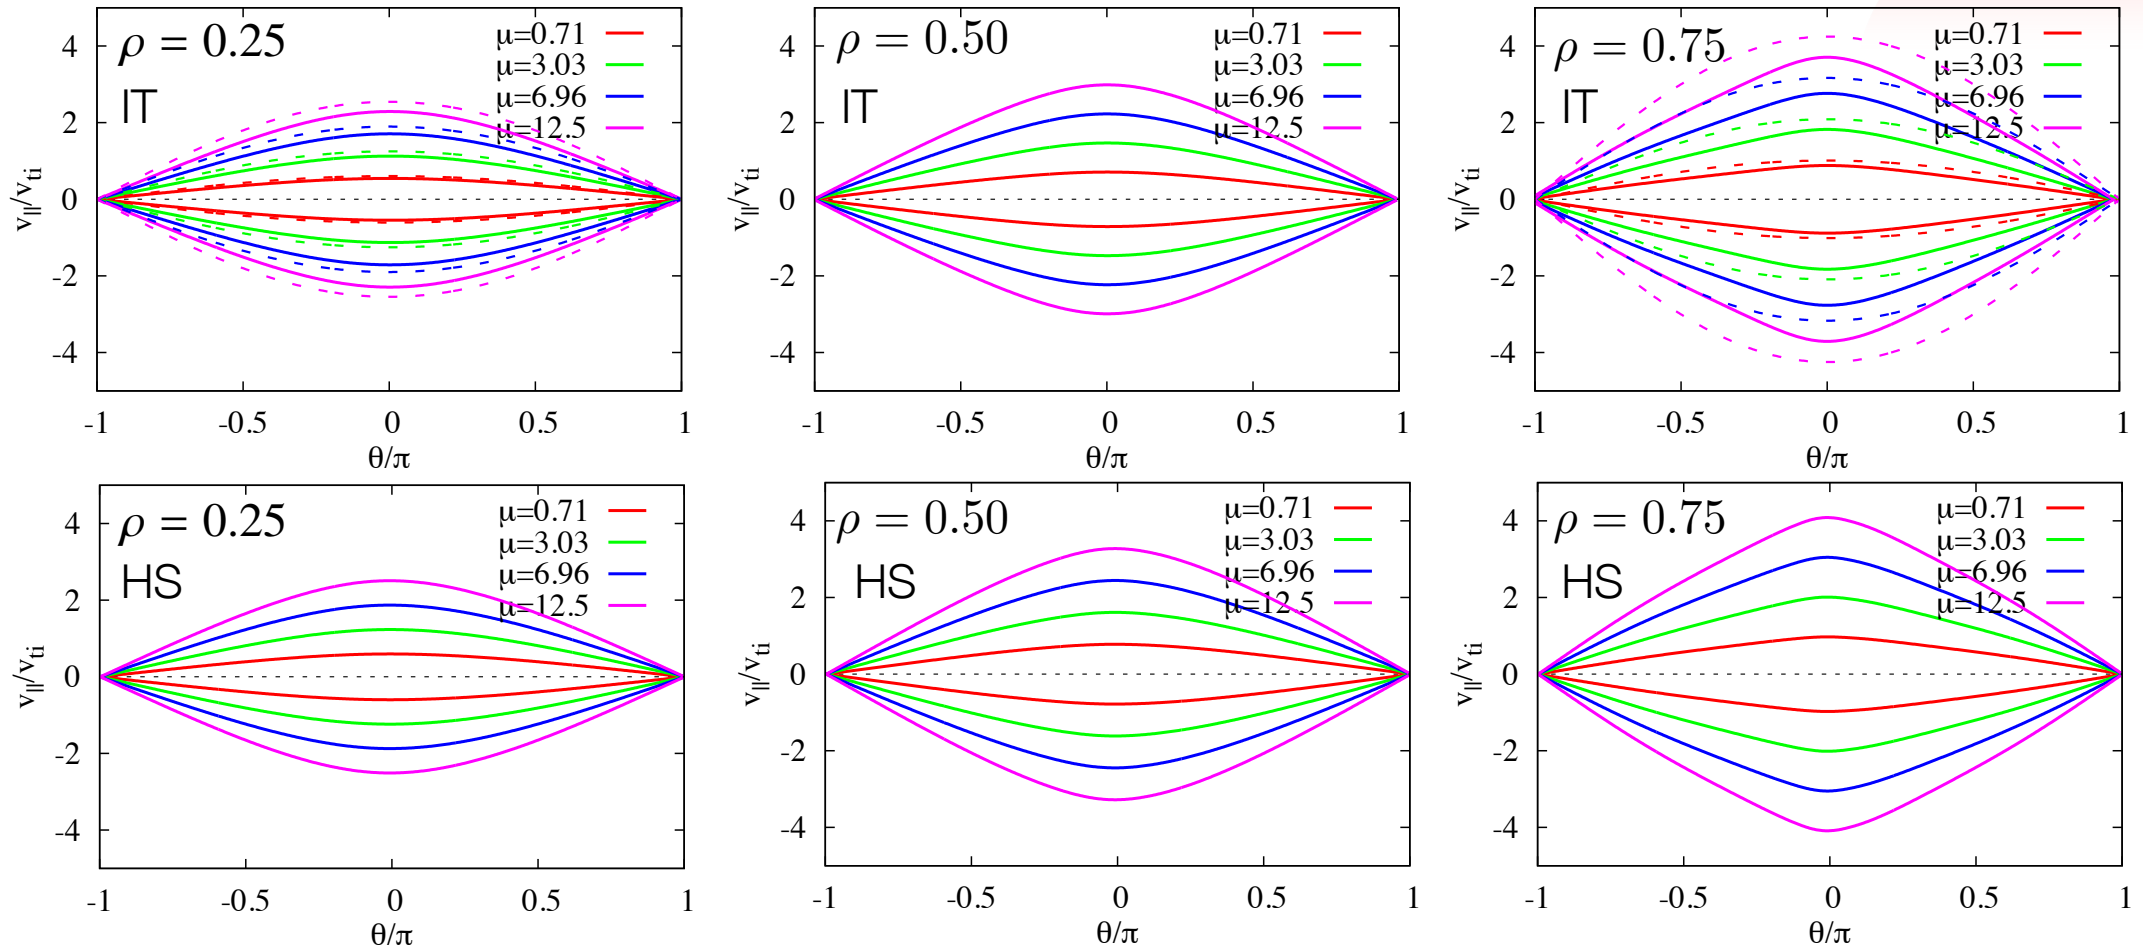 ρ = 0.25
IT
μ=0.71
μ=3.03
μ=6.96
μ=12.5
4
2
0
-2
-4
v||/vti
-1 -0.5 0 0.5 1
θ/π
ρ = 0.50
IT
μ=0.71
μ=3.03
μ=6.96
μ=12.5
4
2
0
-2
-4
v||/vti
-1 -0.5 0 0.5 1
θ/π
ρ = 0.75
IT
μ=0.71
μ=3.03
μ=6.96
μ=12.5
4
2
0
-2
-4
v||/vti
-1 -0.5 0 0.5 1
θ/π
ρ = 0.25
HS
μ=0.71
μ=3.03
μ=6.96
μ=12.5
4
2
0
-2
-4
v||/vti
-1 -0.5 0 0.5 1
θ/π
ρ = 0.50
HS
μ=0.71
μ=3.03
μ=6.96
μ=12.5
4
2
0
-2
-4
v||/vti
-1 -0.5 0 0.5 1
θ/π
ρ = 0.75
HS
μ=0.71
μ=3.03
μ=6.96
μ=12.5
4
2
0
-2
-4
v||/vti
-1 -0.5 0 0.5 1
θ/π